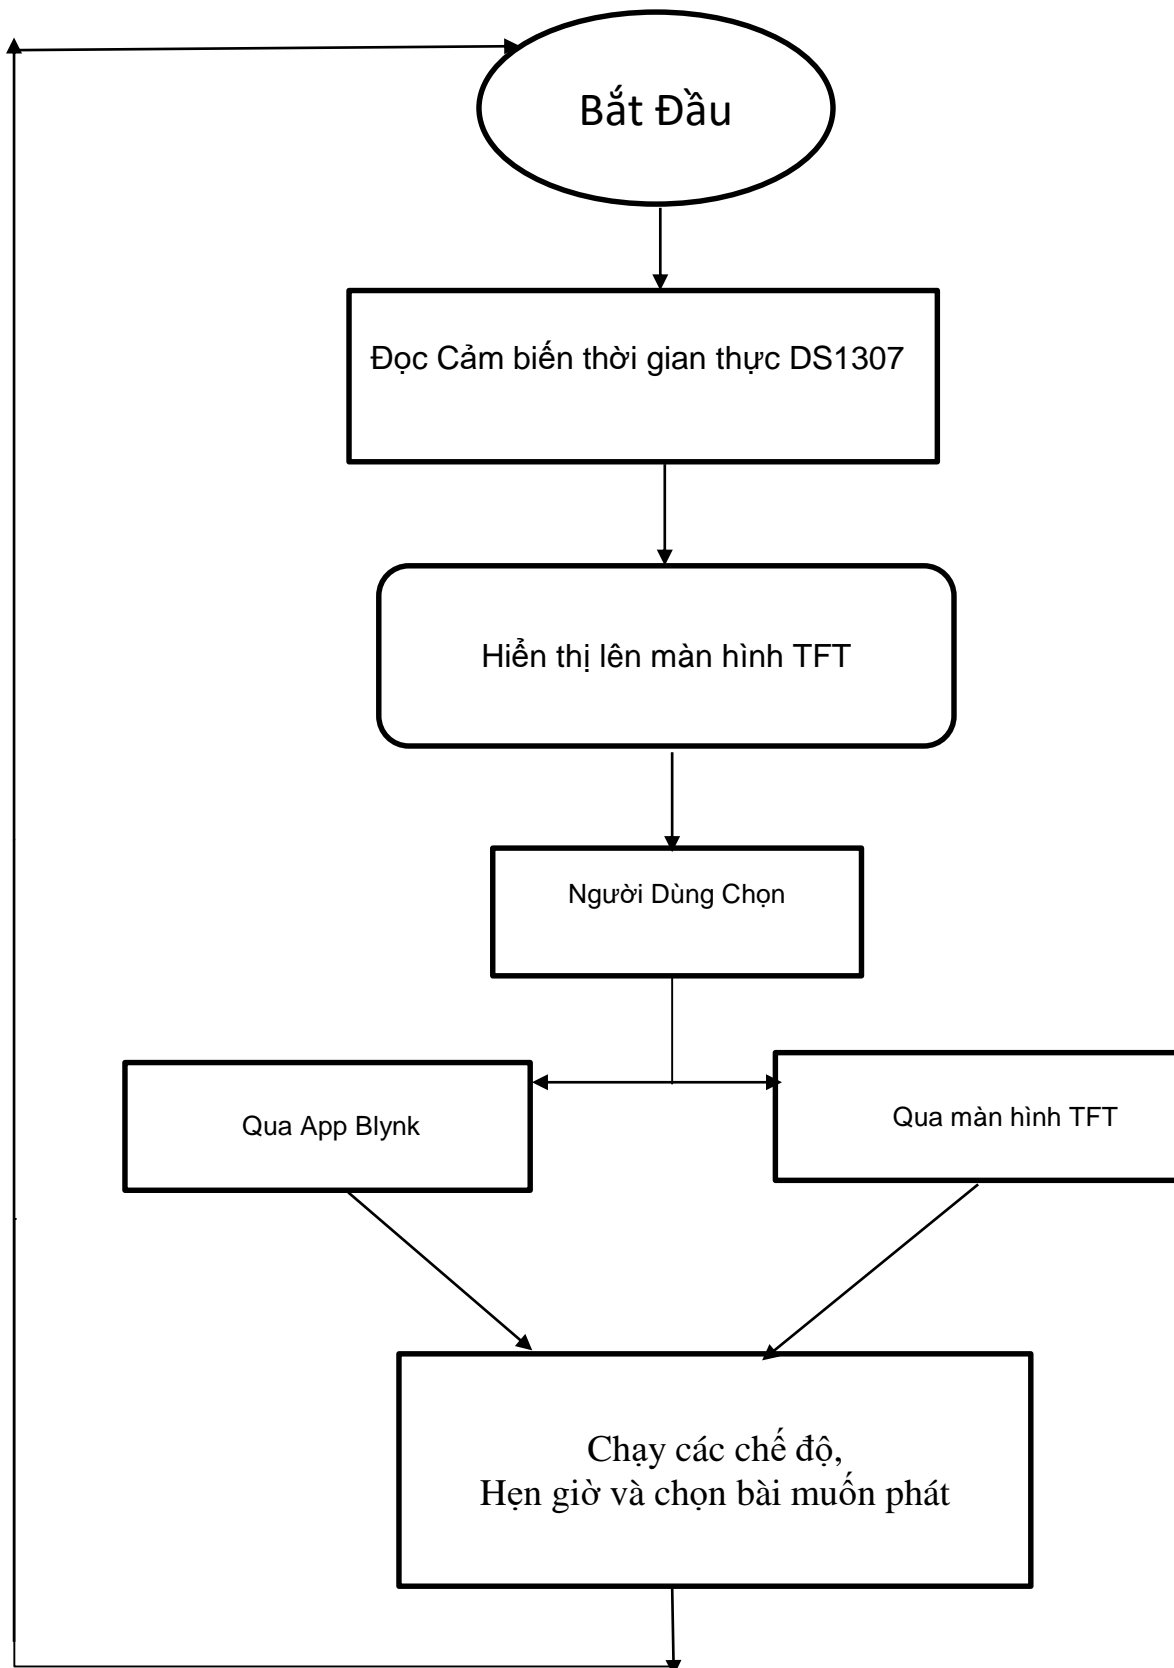 Bắt Đầu
Đọc Cảm biến thời gian thực DS1307
Hiển thị lên màn hình TFT
Người Dùng Chọn
Qua App Blynk
Qua màn hình TFT
Chạy các chế độ,
Hẹn giờ và chọn bài muốn phát